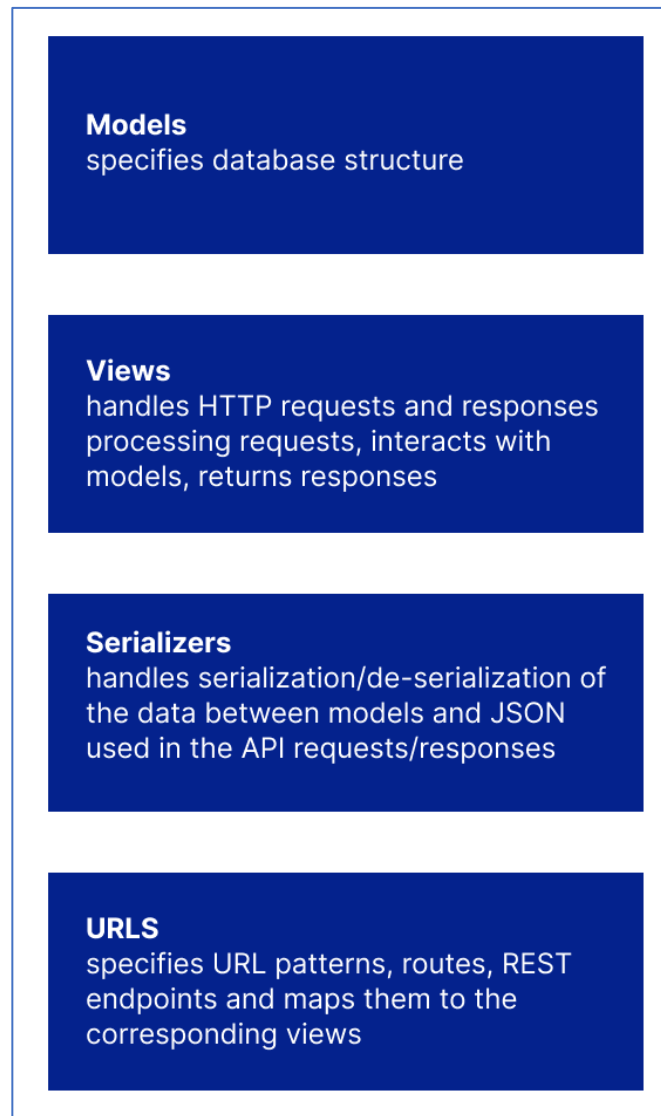 Models
specifies database structure
Views
handles HTTP requests and responses
processing requests, interacts with
models, returns responses
Serializers
handles serialization/de-serialization of
the data between models and JSON
used in the API requests/responses
URLS
specifies URL patterns, routes, REST
endpoints and maps them to the
corresponding views